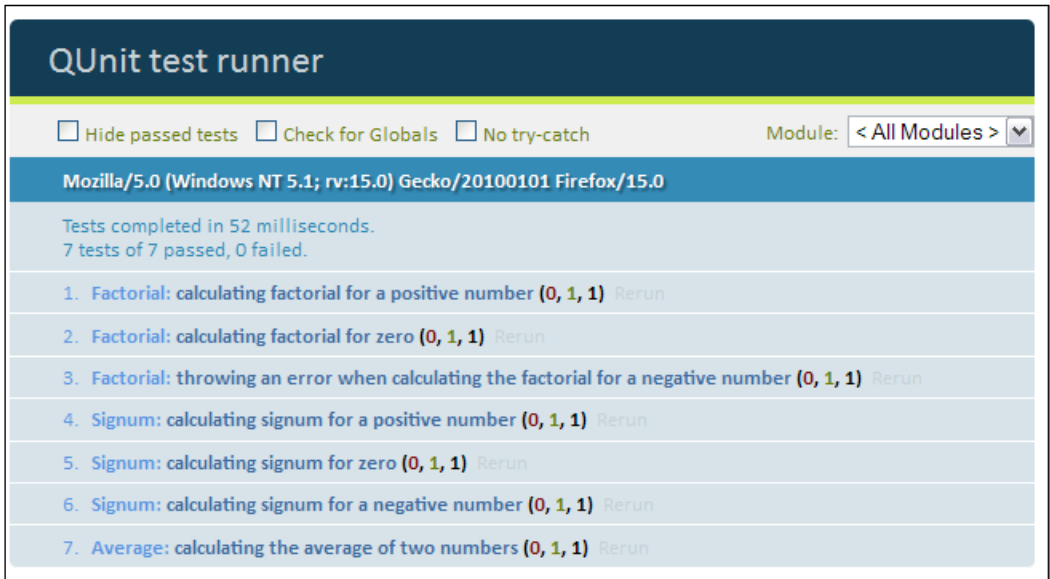 QUnit test runner
Hide passed tests Check for Globals No try-catch Module: < All Modules >
Mozilla/5.0 (Windows NT 5.1; rv:15.0) Gecko/20100101 Firefox/15.0
Tests completed in 52 milliseconds.
7 tests of 7 passed, 0 failed.
1. Factorial: calculating factorial for a positive number (0, 1, 1) Rerun
2. Factorial: calculating factorial for zero (0, 1, 1) Rerun
3. Factorial: throwing an error when calculating the factorial for a negative number (0, 1, 1) Rerun
4. Signum: calculating signum for a positive number (0, 1, 1) Rerun
5. Signum: calculating signum for zero (0, 1, 1) Rerun
6. Signum: calculating signum for a negative number (0, 1, 1) Rerun
7. Average: calculating the average of two numbers (0, 1, 1) Rerun